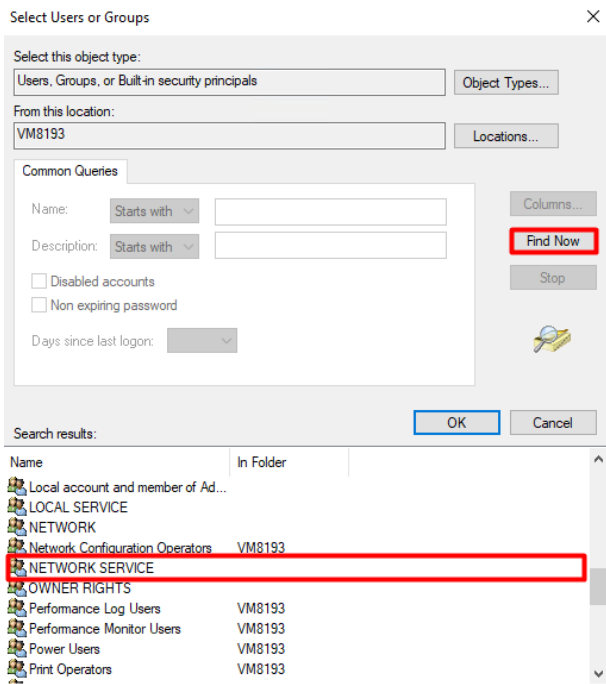 Select Users or Groups
Select this object type:
Users, Groups, or Built-in security principals
Object Types...
From this location:
VM8193
Locations...
Common Queries
Name: Starts with
Columns...
Description: Starts with
Find Now
Disabled accounts
Stop
Non expiring password
Days since last logon:
OK Cancel
Search results:
Name In Folder
Local account and member of Ad...
LOCAL SERVICE
NETWORK
Network Configuration Operators VM8193
NETWORK SERVICE
OWNER RIGHTS
Performance Log Users VM8193
Performance Monitor Users VM8193
Power Users VM8193
Print Operators VM8193